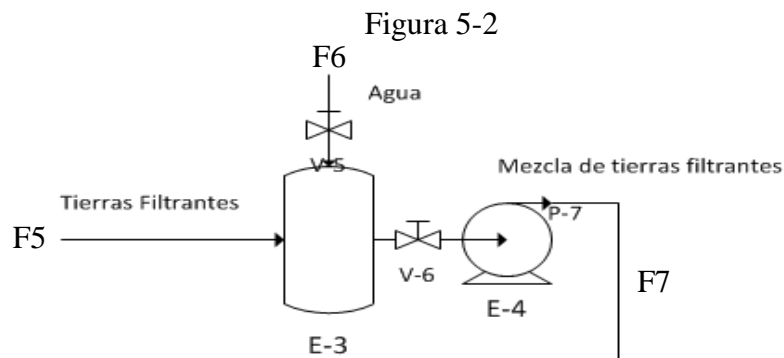 Figura 5-2
F6
Agua
V-5
Mezcla de tierras filtrantes
Tierras Filtrantes
P-7
F5
V-6
F7
E-4
E-3